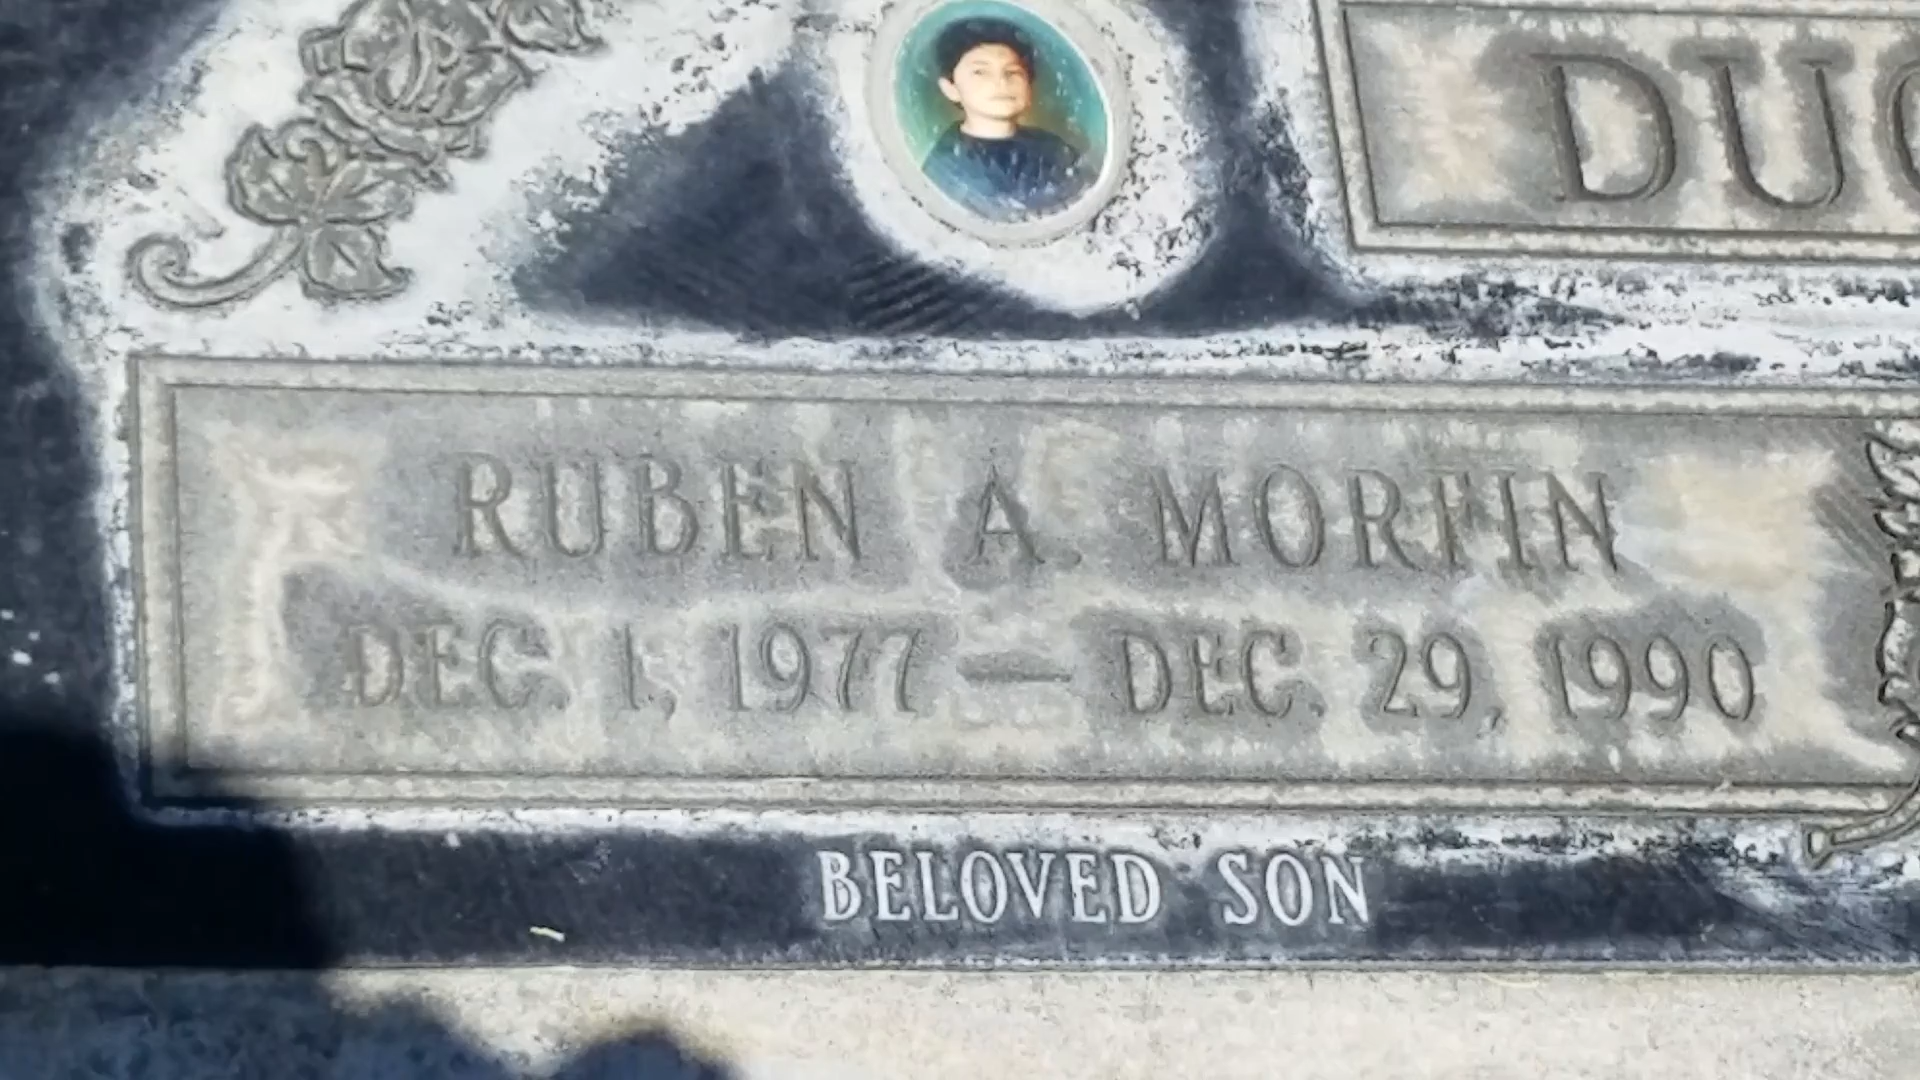 RUBEN A. MORFIN
DEC. 1, 1977 — DEC. 29, 1990
BELOVED SON